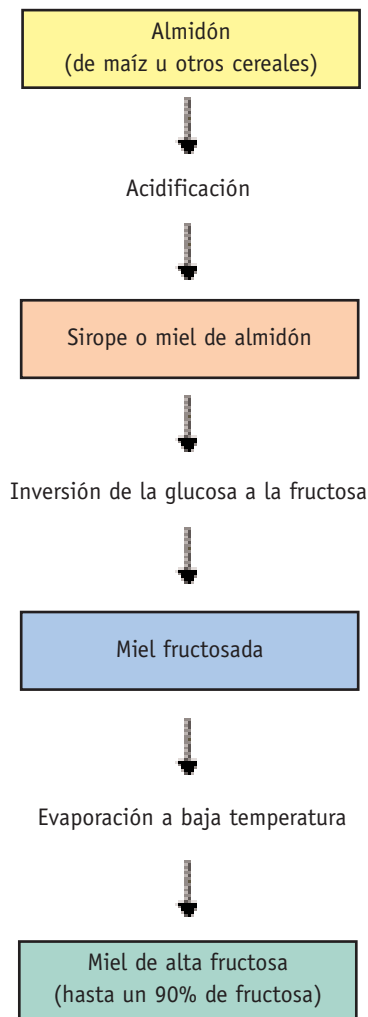 Almidón
(de maíz u otros cereales)
Acidificación
Sirope o miel de almidón
Inversión de la glucosa a la fructosa
Miel fructosada
Evaporación a baja temperatura
Miel de alta fructosa
(hasta un 90% de fructosa)